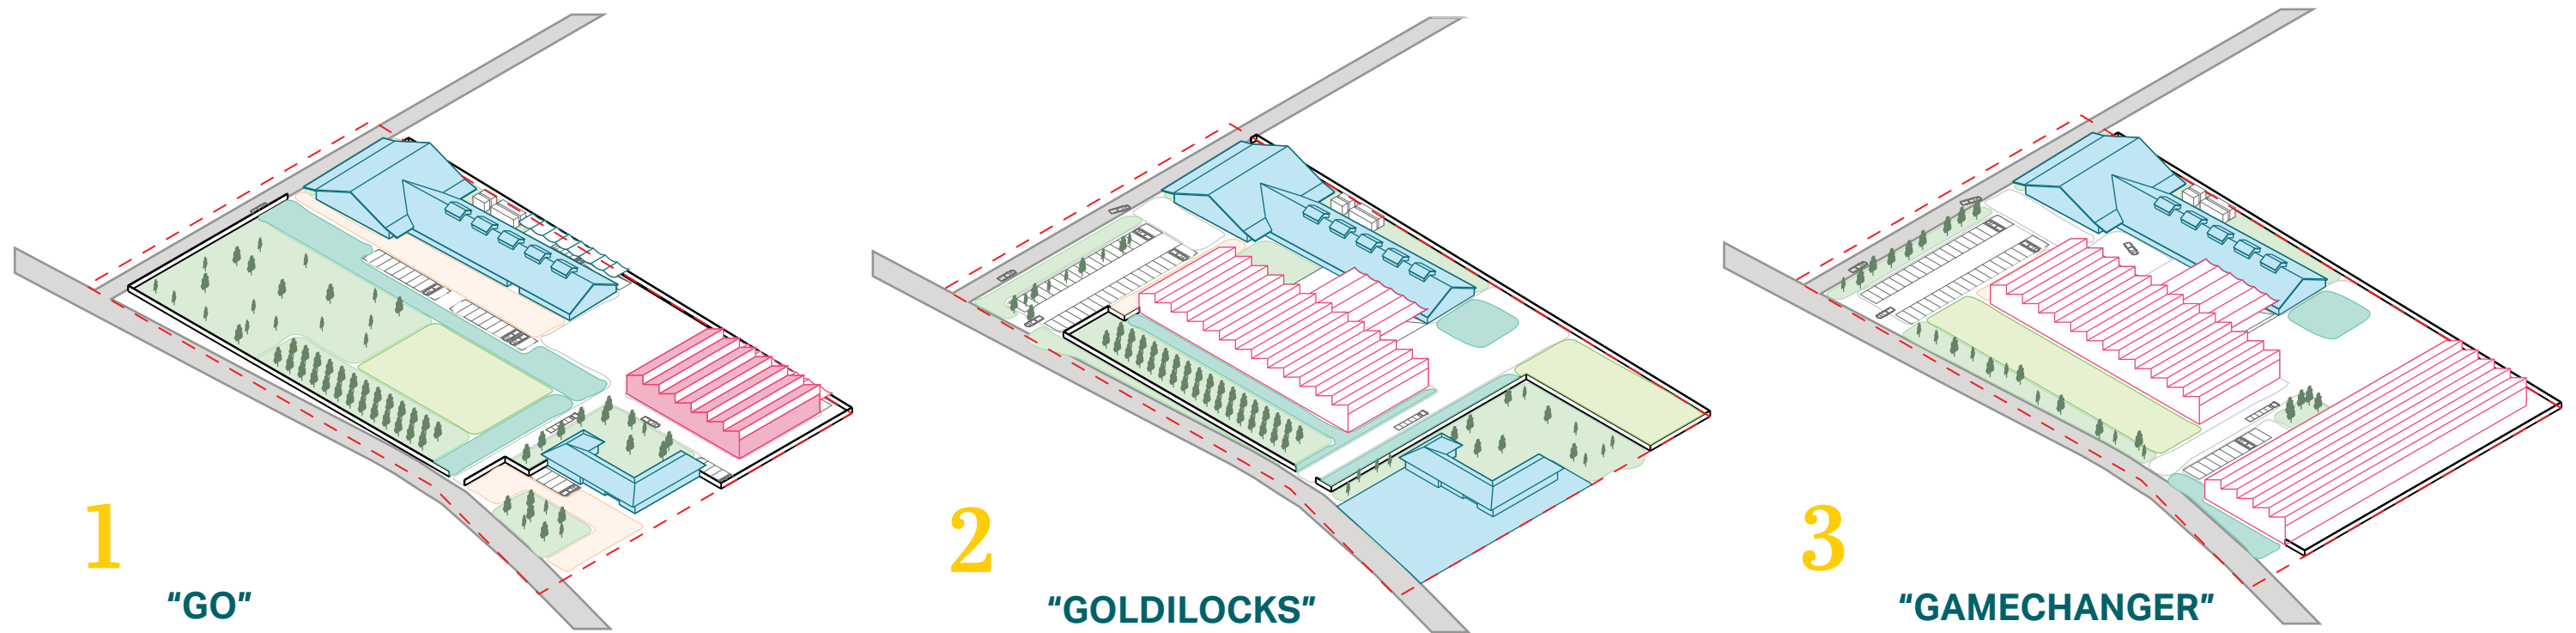 1
“GO”
2
“GOLDILOCKS”
3
“GAMECHANGER”